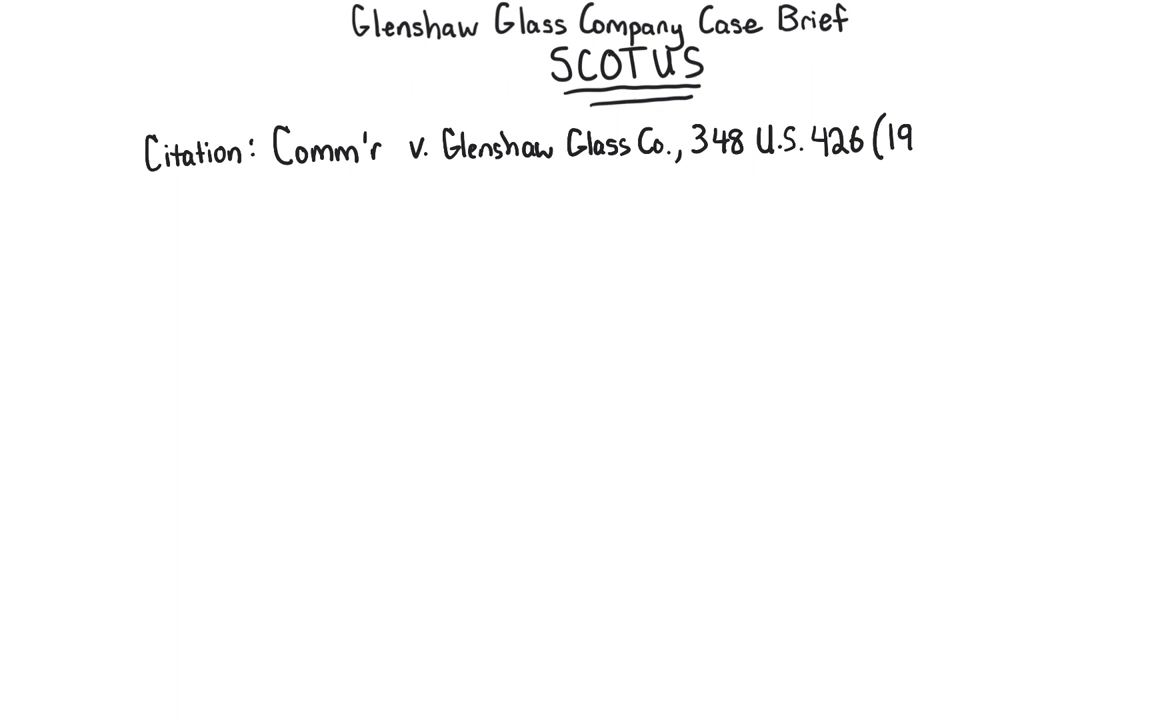 Glenshaw Glass Company Case Brief
SCOTUS
Citation: Comm'r v. Glenshaw Glass Co., 348 U.S. 426 (19